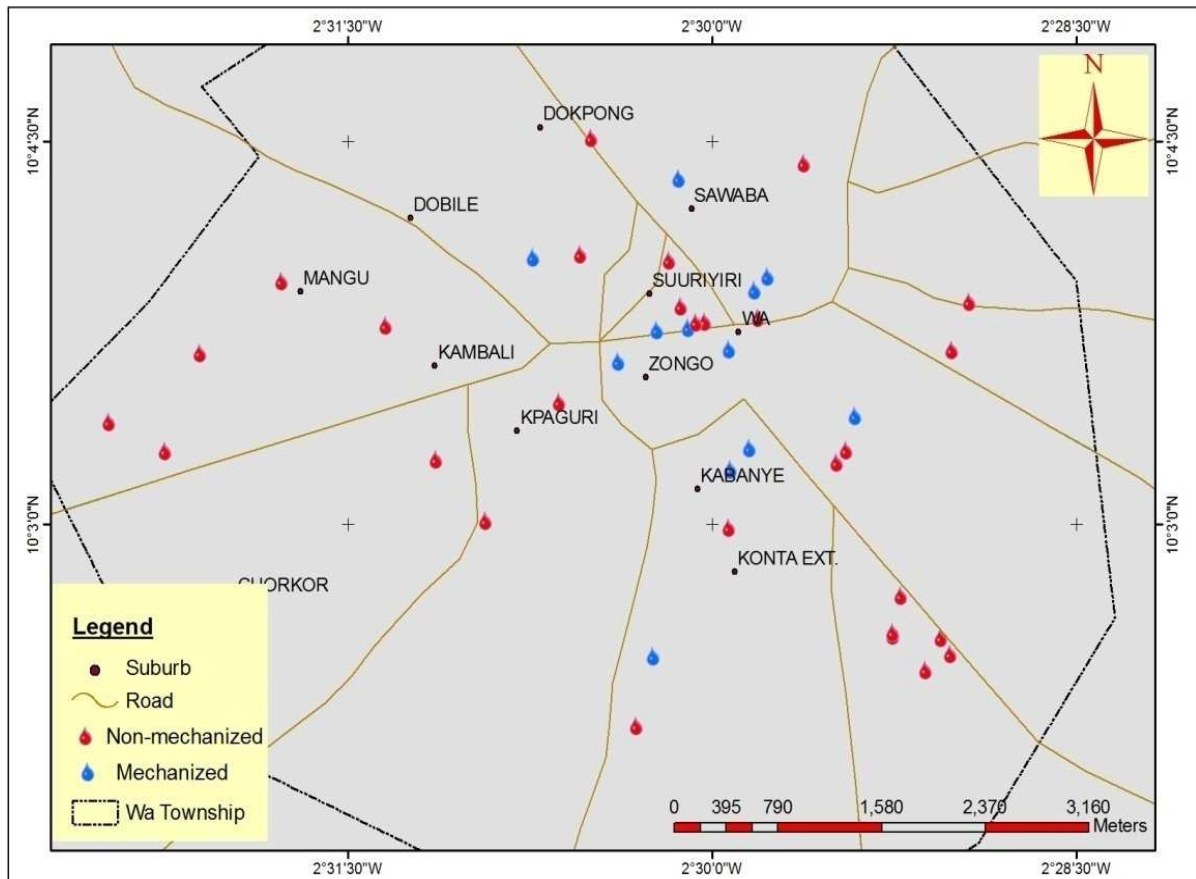 2°31'30"W 2°30'0"W 2°28'30"W
N
10°4'30"N
10°4'30"N
DOKPONG
SAWABA
DOBILE
MANGU
SUURIYIRI
WA
KAMBALI
ZONGO
KPAGURI
KABANYE
10°3'0"N
10°3'0"N
KONTA EXT.
CHORKOR
Legend
Suburb
Road
Non-mechanized
Mechanized
Wa Township
0 395 790 1,580 2,370 3,160
Meters
2°31'30"W 2°30'0"W 2°28'30"W